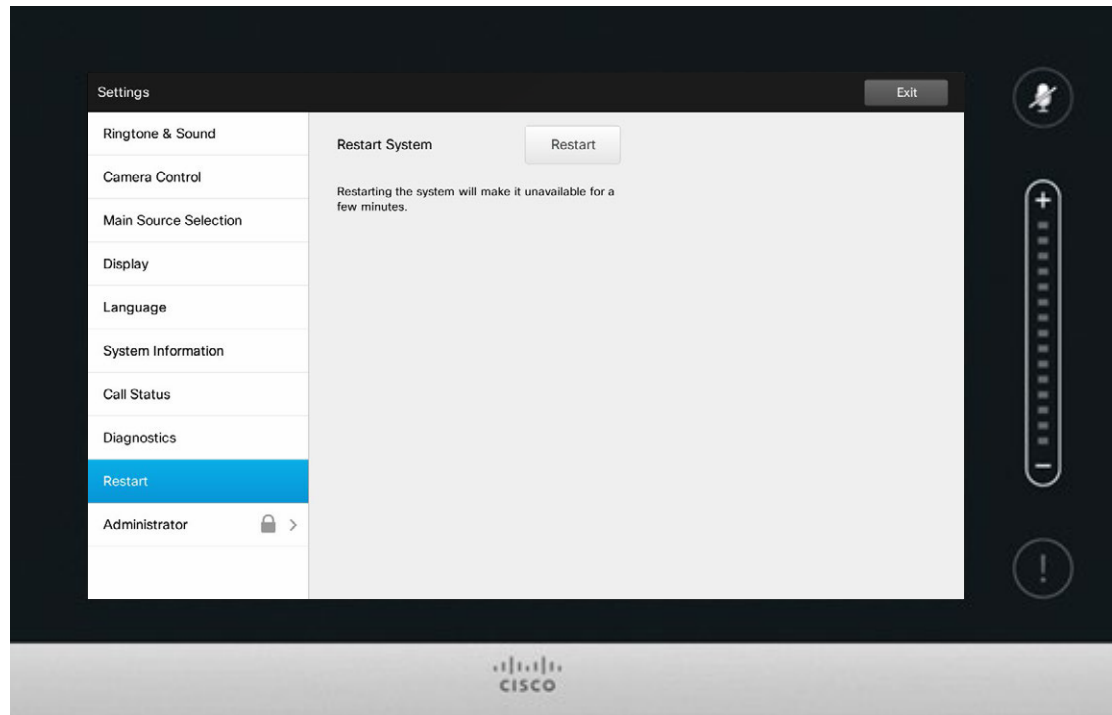 Settings
Exit
Ringtone & Sound
Camera Control
Main Source Selection
Display
Language
System Information
Call Status
Diagnostics
Restart
Administrator
Restart System
Restart
Restarting the system will make it unavailable for a
few minutes.
+
−
!
CISCO